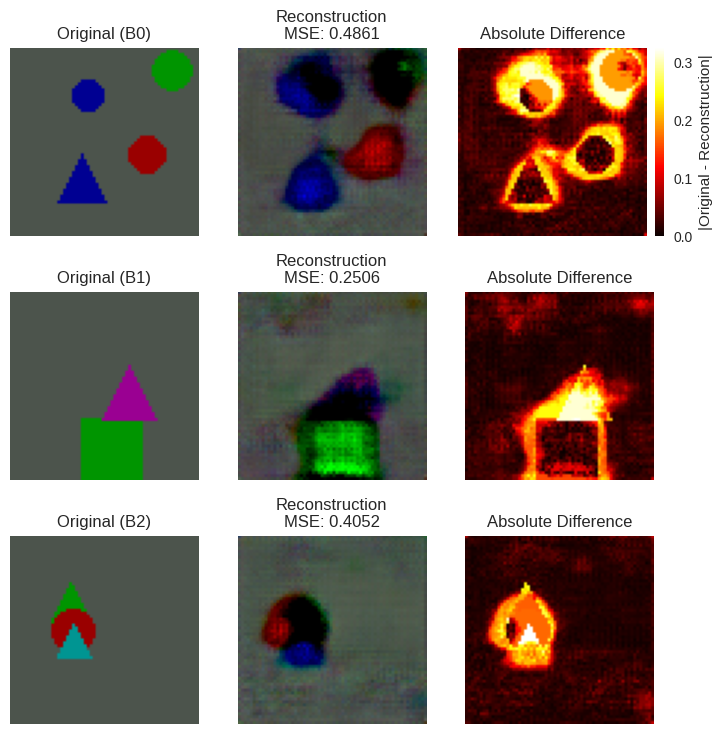 Original (B0)
Reconstruction
MSE: 0.4861
Absolute Difference
0.3
0.2
0.1
0.0
|Original - Reconstruction|
Original (B1)
Reconstruction
MSE: 0.2506
Absolute Difference
Original (B2)
Reconstruction
MSE: 0.4052
Absolute Difference